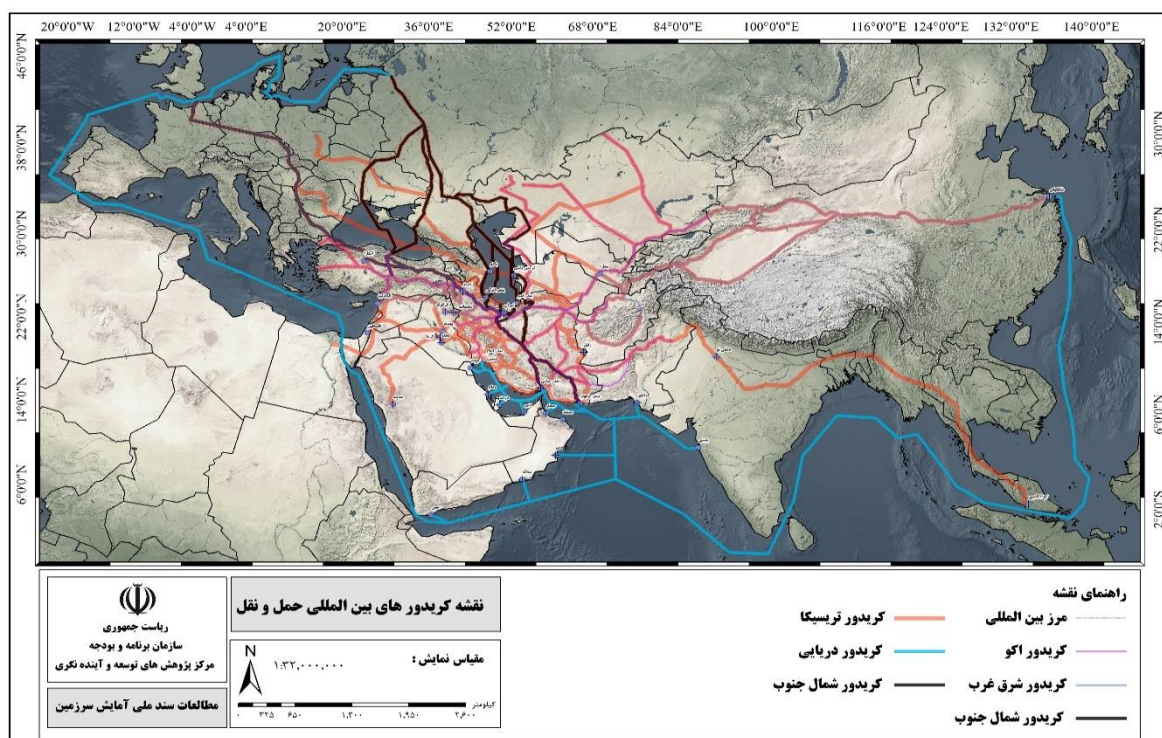 20°0'0"W 12°0'0"W 4°0'0"W 4°0'0"E 20°0'0"E 36°0'0"E 52°0'0"E 68°0'0"E 84°0'0"E 100°0'0"E 116°0'0"E 124°0'0"E 132°0'0"E 140°0'0"E
46°0'0"N
38°0'0"N
30°0'0"N
22°0'0"N
14°0'0"N
6°0'0"N
30°0'0"N
22°0'0"N
14°0'0"N
6°0'0"N
2°0'0"S
راهنمای نقشه
مرز بین المللی
کریدور اکو
کریدور شرق غرب
کریدور شمال جنوب
کریدور تریسیکا
کریدور دریایی
کریدور شمال جنوب
نقشه کریدور های بین المللی حمل و نقل
مقیاس نمایش :
۱:۳۲,۰۰۰,۰۰۰
N
کیلومتر
۰ ۳۲۵ ۶۵۰ ۱,۳۰۰ ۱,۹۵۰ ۲,۶۰۰
ریاست جمهوری
سازمان برنامه و بودجه
مرکز پژوهش های توسعه و آینده نگری
مطالعات سند ملی آمایش سرزمین